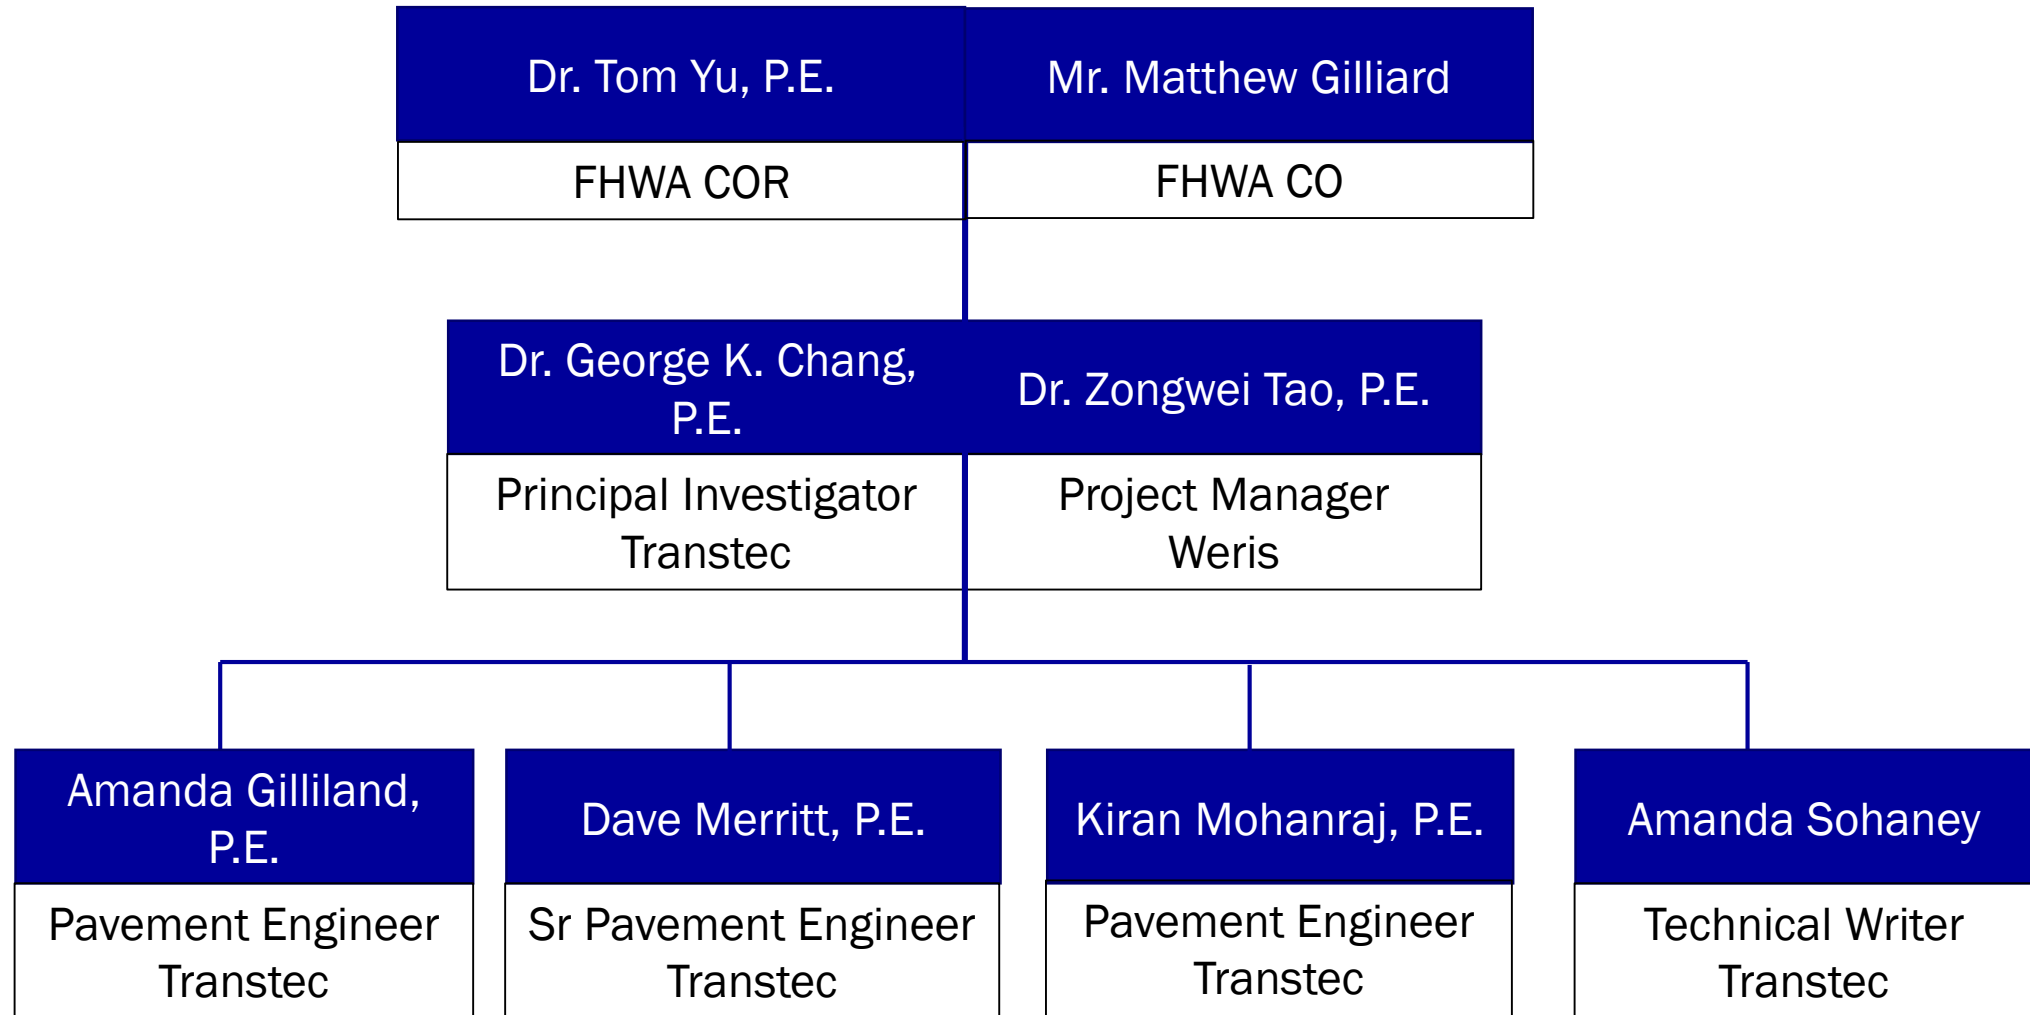 Dr. Tom Yu, P.E.
Mr. Matthew Gilliard
FHWA COR
FHWA CO
Dr. George K. Chang,
P.E.
Dr. Zongwei Tao, P.E.
Principal Investigator
Transtec
Project Manager
Weris
Amanda Gilliland,
P.E.
Pavement Engineer
Transtec
Dave Merritt, P.E.
Sr Pavement Engineer
Transtec
Kiran Mohanraj, P.E.
Pavement Engineer
Transtec
Amanda Sohaney
Technical Writer
Transtec